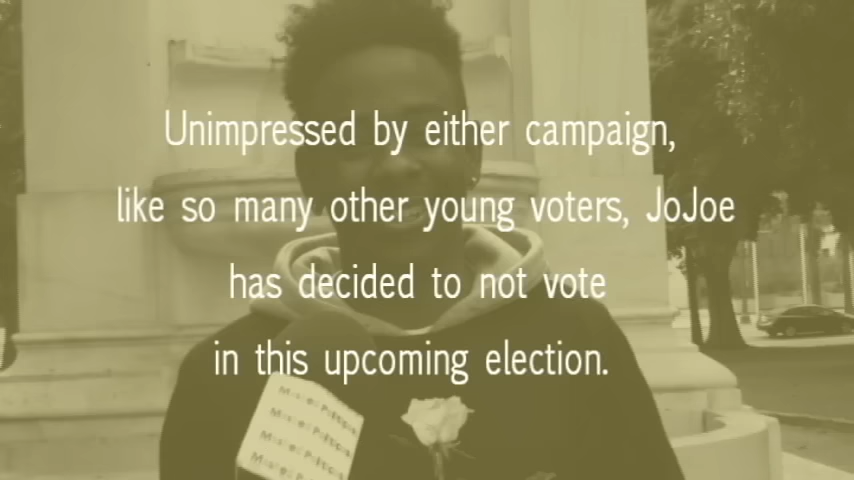 Unimpressed by either campaign,
like so many other young voters, JoJoe
has decided to not vote
in this upcoming election.